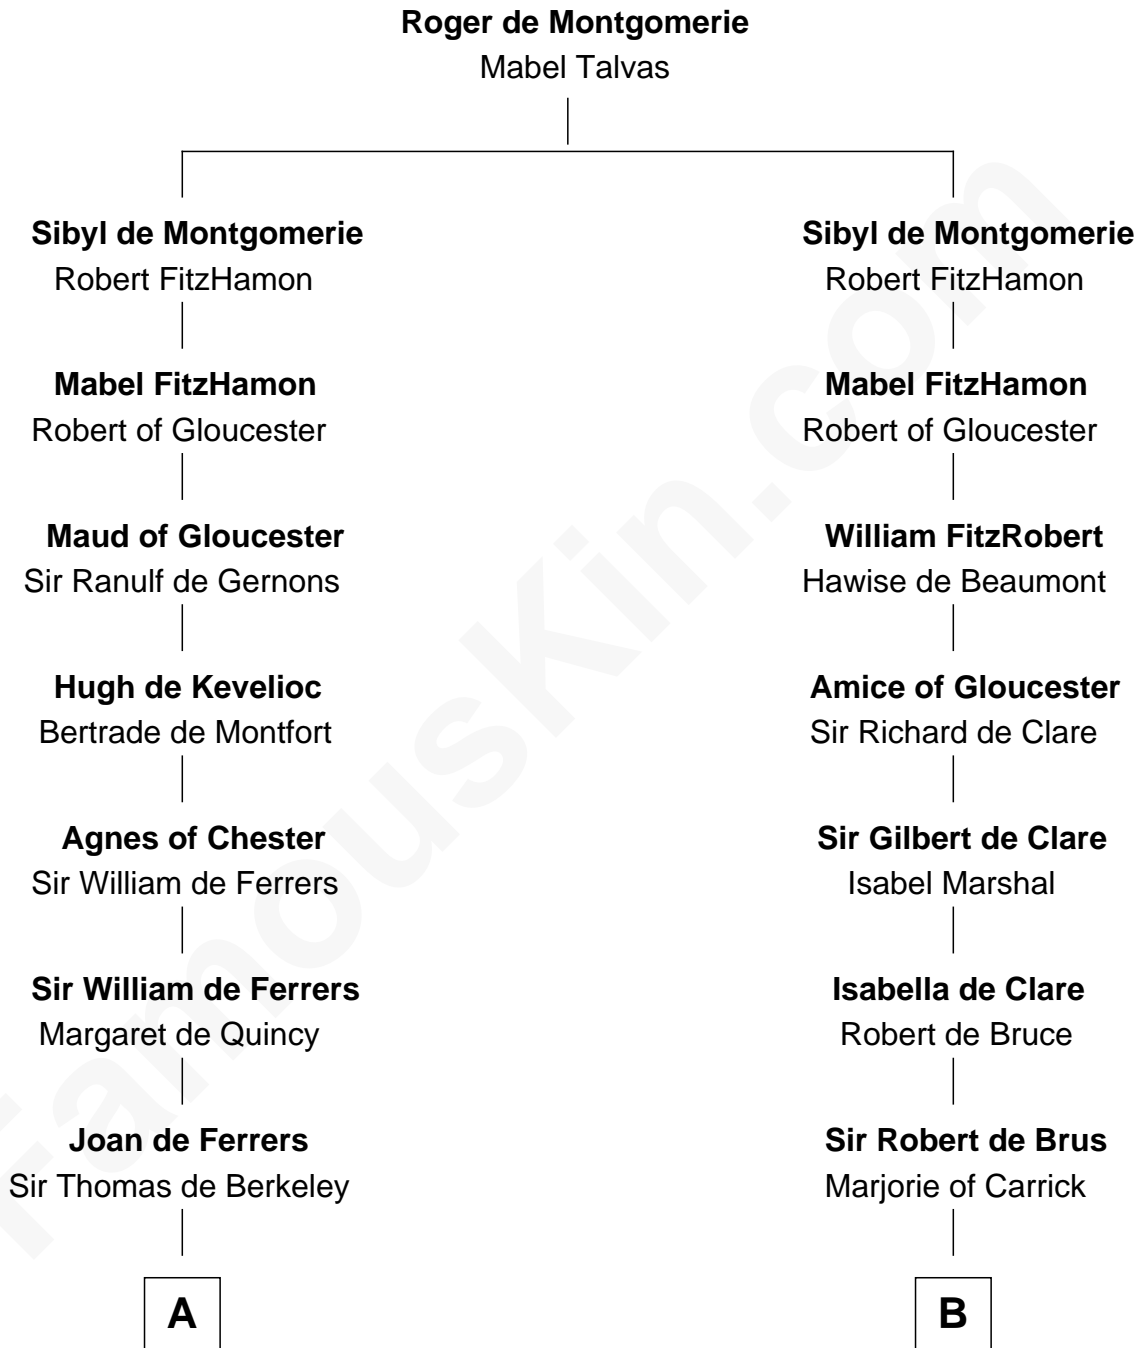 Roger de Montgomerie
Mabel Talvas
Sibyl de Montgomerie
Robert FitzHamon
Mabel FitzHamon
Robert of Gloucester
Maud of Gloucester
Sir Ranulf de Gernons
Hugh de Kevelioc
Bertrade de Montfort
Agnes of Chester
Sir William de Ferrers
Sir William de Ferrers
Margaret de Quincy
Joan de Ferrers
Sir Thomas de Berkeley
A
Sibyl de Montgomerie
Robert FitzHamon
Mabel FitzHamon
Robert of Gloucester
William FitzRobert
Hawise de Beaumont
Amice of Gloucester
Sir Richard de Clare
Sir Gilbert de Clare
Isabel Marshal
Isabella de Clare
Robert de Bruce
Sir Robert de Brus
Marjorie of Carrick
B
FamousKin.com